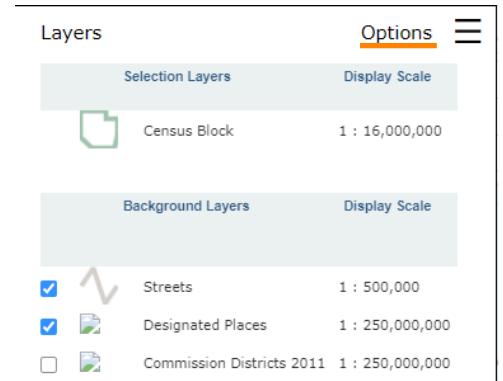 Layers Options
Selection Layers Display Scale
Census Block 1 : 16,000,000
Background Layers Display Scale
Streets 1 : 500,000
Designated Places 1 : 250,000,000
Commission Districts 2011 1 : 250,000,000